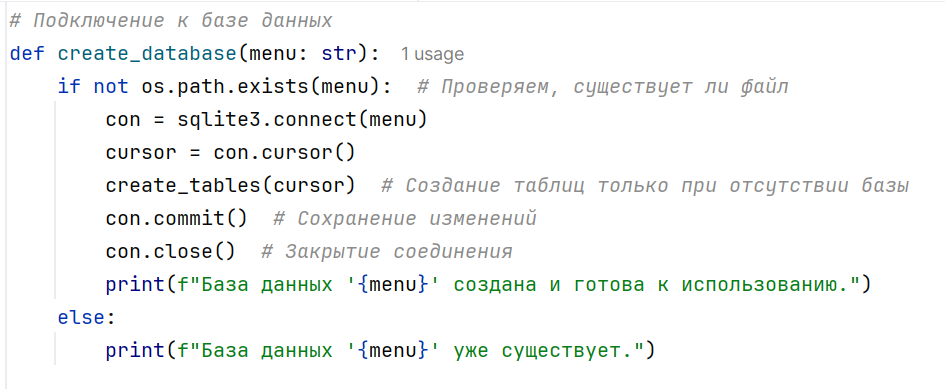 # Подключение к базе данных
def create_database(menu: str):  1 usage
    if not os.path.exists(menu):  # Проверяем, существует ли файл
        con = sqlite3.connect(menu)
        cursor = con.cursor()
        create_tables(cursor)  # Создание таблиц только при отсутствии базы
        con.commit()  # Сохранение изменений
        con.close()  # Закрытие соединения
        print(f"База данных '{menu}' создана и готова к использованию.")
    else:
        print(f"База данных '{menu}' уже существует.")